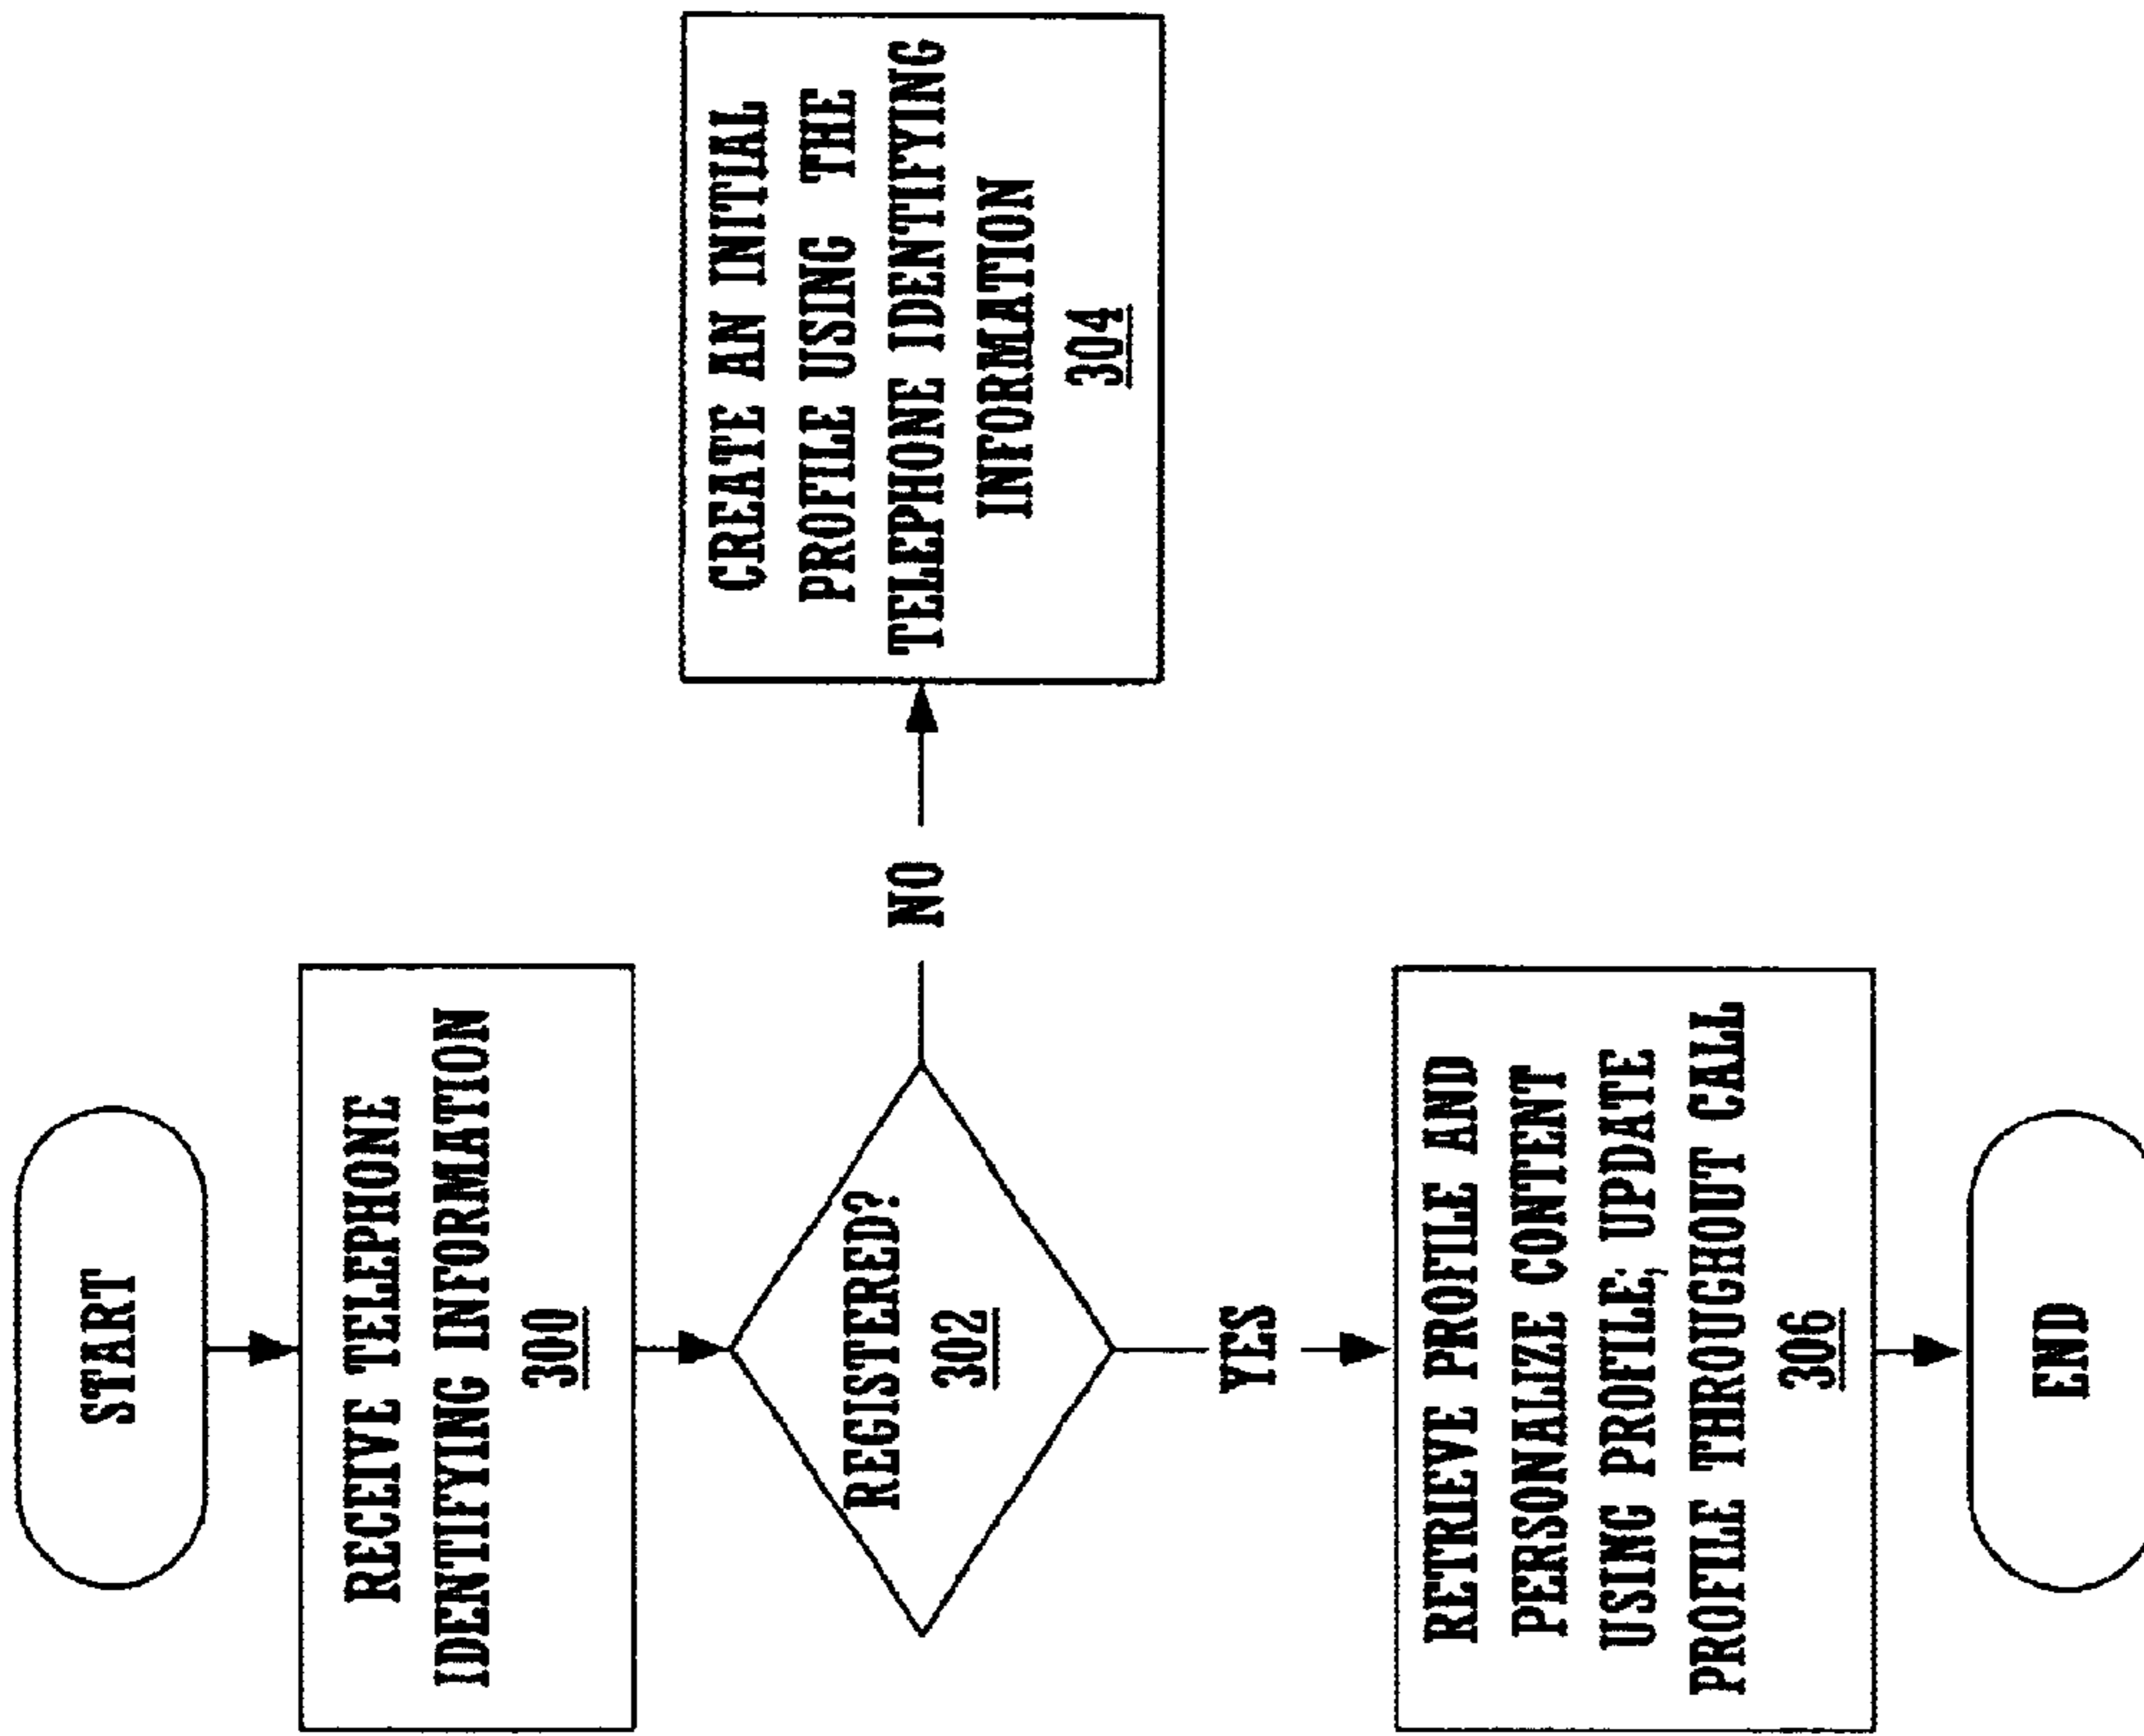 START
RECEIVE TELEPHONE
IDENTIFYING INFORMATION
300
REGISTERED?
302
NO
CREATE AN INITIAL
PROFILE USING THE
TELEPHONE IDENTIFYING
INFORMATION
304
YES
RETRIEVE PROFILE AND
PERSONALIZE CONTENT
USING PROFILE; UPDATE
PROFILE THROUGHOUT CALL
306
END